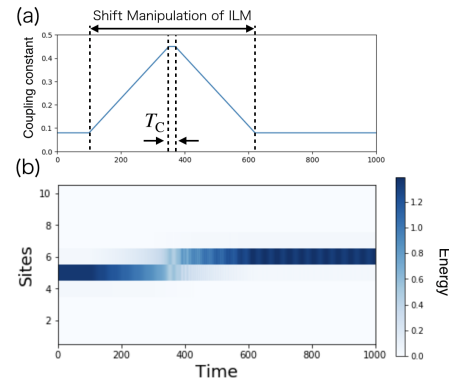 (a)
Shift Manipulation of ILM
Coupling constant
0.5
0.4
0.3
0.2
0.1
0.0
T_C
0 200 400 600 800 1000
(b)
Sites
10
8
6
4
2
0 200 400 600 800 1000
Time
1.2
1.0
0.8
0.6
0.4
0.2
0.0
Energy